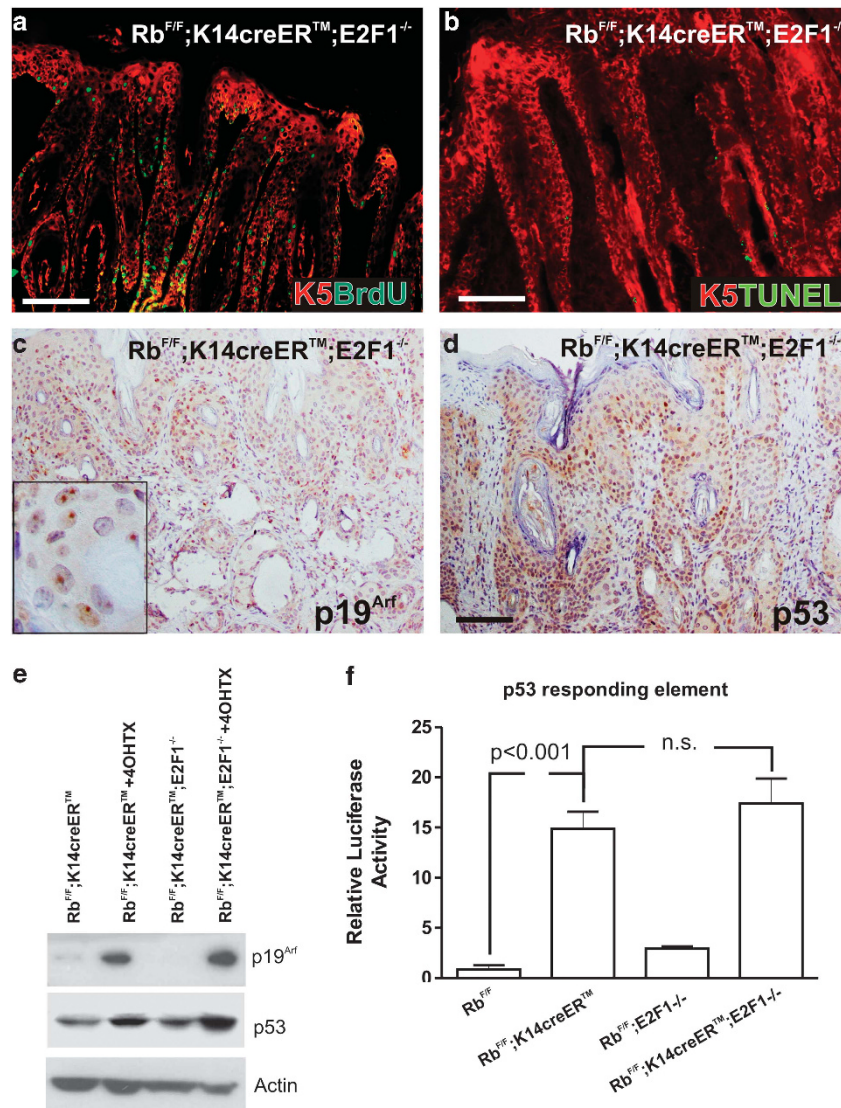 a
Rb^F/F;K14creER^TM;E2F1^-/-
K5BrdU
b
Rb^F/F;K14creER^TM;E2F1^-/
K5TUNEL
c
Rb^F/F;K14creER^TM;E2F1^-/-
p19^Arf
d
Rb^F/F;K14creER^TM;E2F1^-/-
p53
e
Rb^F/F;K14creER^TM
Rb^F/F;K14creER^TM+4OHTX
Rb^F/F;K14creER^TM;E2F1^-/-
Rb^F/F;K14creER^TM;E2F1^-/-+4OHTX
p19^Arf
p53
Actin
f
p53 responding element
p<0.001
n.s.
Relative Luciferase
Activity
25
20
15
10
5
0
Rb^F/F
Rb^F/F;K14creER^TM
Rb^F/F;E2F1-/-
Rb^F/F;K14creER^TM;E2F1-/-